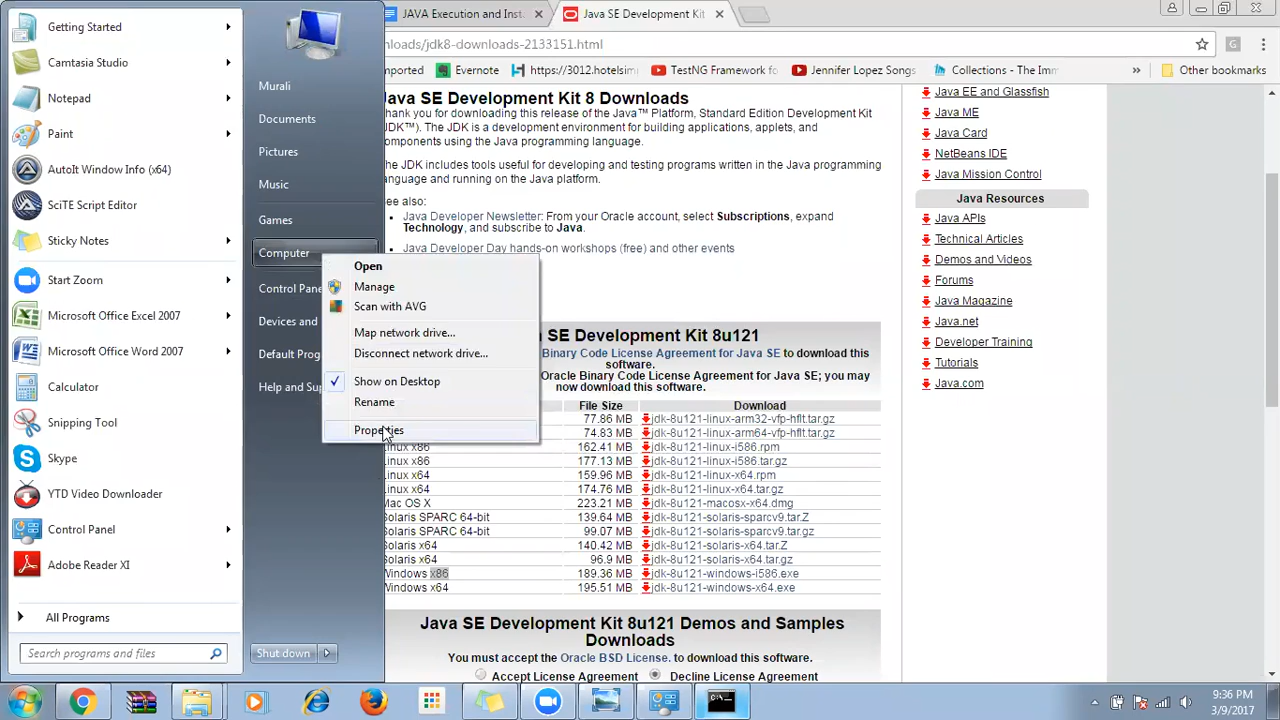 JAVA Execution and Inst
Java SE Development Kit
nloads/jdk8-downloads-2133151.html
G
nported
Evernote
https://3012.hotelsim
TestNG Framework fo
Jennifer Lopez Songs
Collections - The Imm
»
Other bookmarks
Getting Started
Camtasia Studio
Notepad
Paint
AutoIt Window Info (x64)
SciTE Script Editor
Sticky Notes
Start Zoom
Microsoft Office Excel 2007
Microsoft Office Word 2007
Calculator
Snipping Tool
Skype
YTD Video Downloader
Control Panel
Adobe Reader XI
All Programs
Search programs and files
Murali
Documents
Pictures
Music
Games
Computer
Control Pane
Devices and
Default Prog
Help and Sup
Shut down
Open
Manage
Scan with AVG
Map network drive...
Disconnect network drive...
Show on Desktop
Rename
Properties
Java SE Development Kit 8 Downloads
hank you for downloading this release of the Java™ Platform, Standard Edition Development Kit
JDK™). The JDK is a development environment for building applications, applets, and
omponents using the Java programming language.
he JDK includes tools useful for developing and testing programs written in the Java programming
anguage and running on the Java platform.
ee also:
Java Developer Newsletter: From your Oracle account, select Subscriptions, expand
Technology, and subscribe to Java.
Java Developer Day hands-on workshops (free) and other events
SE Development Kit 8u121
Binary Code License Agreement for Java SE to download this
software.
Oracle Binary Code License Agreement for Java SE; you may
now download this software.
File Size Download
77.86 MB jdk-8u121-linux-arm32-vfp-hflt.tar.gz
74.83 MB jdk-8u121-linux-arm64-vfp-hflt.tar.gz
inux x86 162.41 MB jdk-8u121-linux-i586.rpm
inux x86 177.13 MB jdk-8u121-linux-i586.tar.gz
inux x64 159.96 MB jdk-8u121-linux-x64.rpm
inux x64 174.76 MB jdk-8u121-linux-x64.tar.gz
Mac OS X 223.21 MB jdk-8u121-macosx-x64.dmg
Solaris SPARC 64-bit 139.64 MB jdk-8u121-solaris-sparcv9.tar.Z
Solaris SPARC 64-bit 99.07 MB jdk-8u121-solaris-sparcv9.tar.gz
Solaris x64 140.42 MB jdk-8u121-solaris-x64.tar.Z
Solaris x64 96.9 MB jdk-8u121-solaris-x64.tar.gz
Windows x86 189.36 MB jdk-8u121-windows-i586.exe
Windows x64 195.51 MB jdk-8u121-windows-x64.exe
Java SE Development Kit 8u121 Demos and Samples
Downloads
You must accept the Oracle BSD License. to download this software.
Accept License Agreement Decline License Agreement
Java EE and Glassfish
Java ME
Java Card
NetBeans IDE
Java Mission Control
Java Resources
Java APIs
Technical Articles
Demos and Videos
Forums
Java Magazine
Java.net
Developer Training
Tutorials
Java.com
9:36 PM
3/9/2017